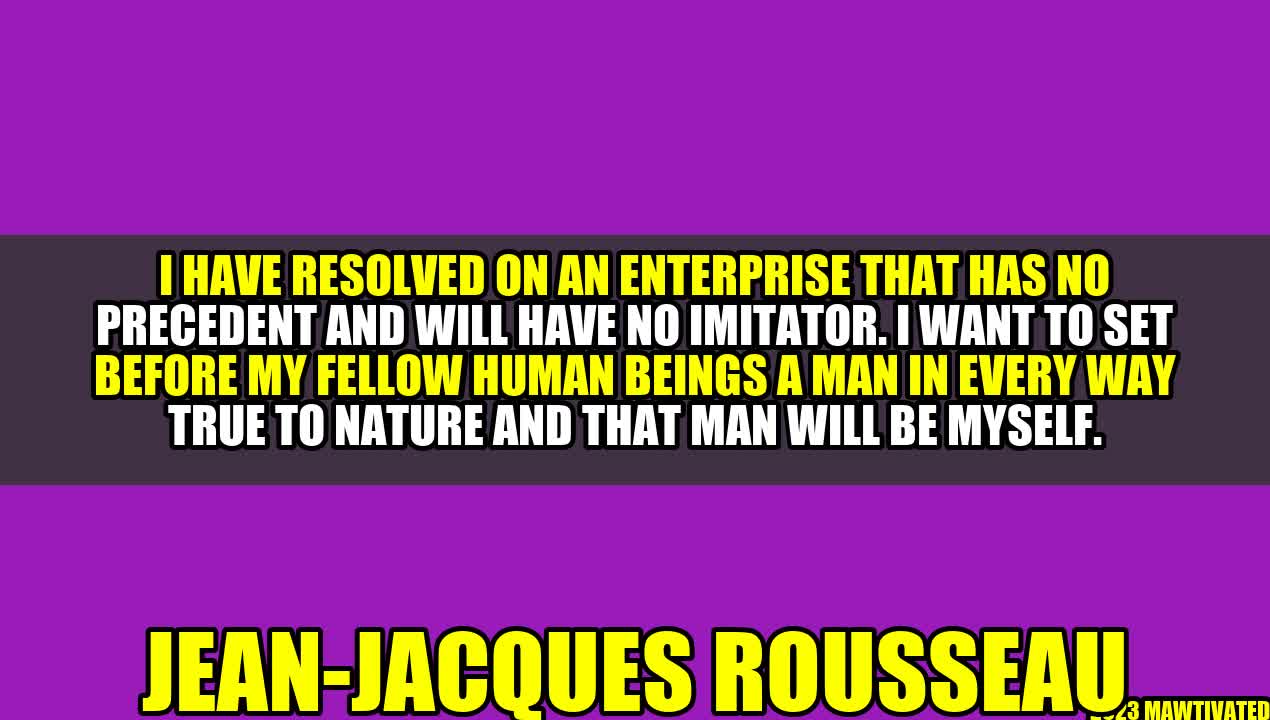 I HAVE RESOLVED ON AN ENTERPRISE THAT HAS NO
PRECEDENT AND WILL HAVE NO IMITATOR. I WANT TO SET
BEFORE MY FELLOW HUMAN BEINGS A MAN IN EVERY WAY
TRUE TO NATURE AND THAT MAN WILL BE MYSELF.
JEAN-JACQUES ROUSSEAU
2023 MAWTIVATED